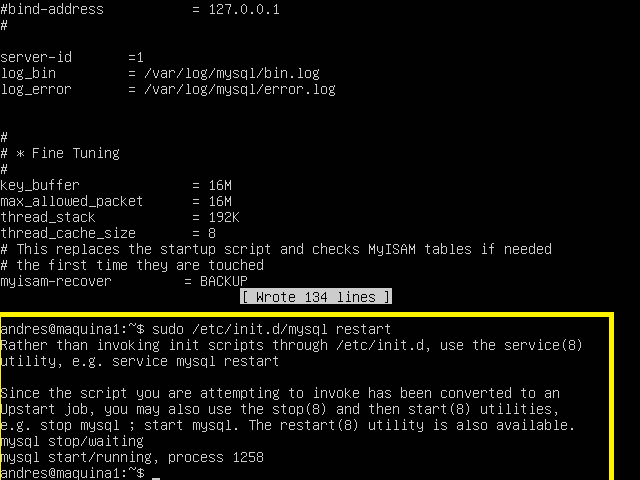 #bind-address           = 127.0.0.1
#
server-id       =1
log_bin         = /var/log/mysql/bin.log
log_error       = /var/log/mysql/error.log
#
# * Fine Tuning
#
key_buffer              = 16M
max_allowed_packet      = 16M
thread_stack            = 192K
thread_cache_size       = 8
# This replaces the startup script and checks MyISAM tables if needed
# the first time they are touched
myisam-recover         = BACKUP
[ Wrote 134 lines ]
andres@maquina1:~$ sudo /etc/init.d/mysql restart
Rather than invoking init scripts through /etc/init.d, use the service(8)
utility, e.g. service mysql restart
Since the script you are attempting to invoke has been converted to an
Upstart job, you may also use the stop(8) and then start(8) utilities,
e.g. stop mysql ; start mysql. The restart(8) utility is also available.
mysql stop/waiting
mysql start/running, process 1258
andres@maquina1:~$ _